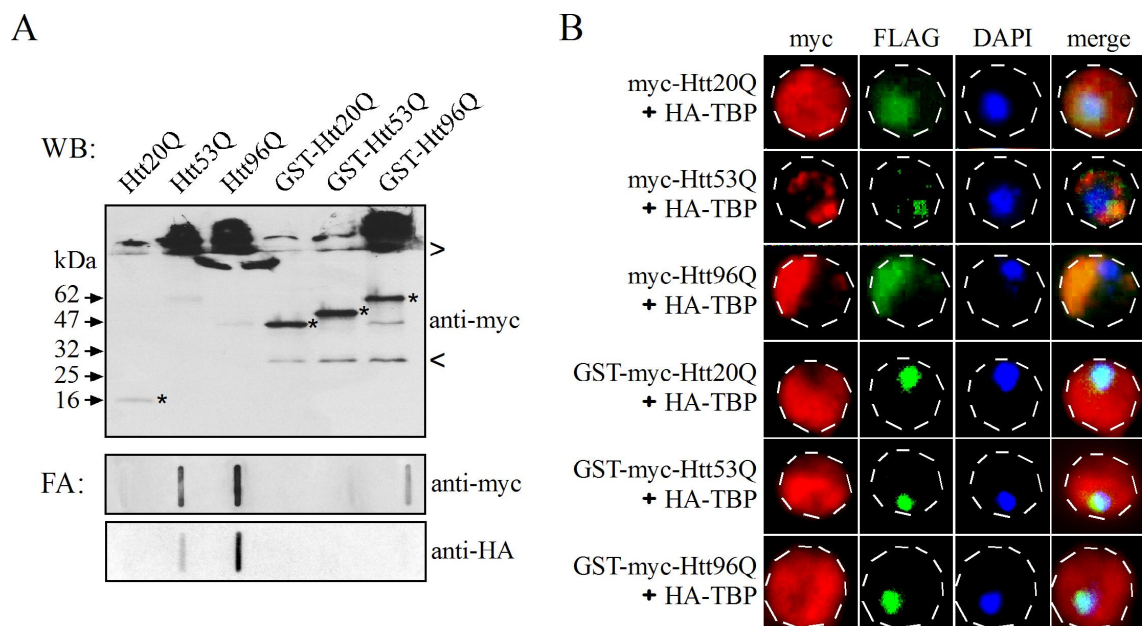 A
WB:
Htt20Q
Htt53Q
Htt96Q
GST-Htt20Q
GST-Htt53Q
GST-Htt96Q
kDa
62
47
32
25
16
>
*
*
*
anti-myc
<
*
FA:
anti-myc
anti-HA
B
myc FLAG DAPI merge
myc-Htt20Q
+ HA-TBP
myc-Htt53Q
+ HA-TBP
myc-Htt96Q
+ HA-TBP
GST-myc-Htt20Q
+ HA-TBP
GST-myc-Htt53Q
+ HA-TBP
GST-myc-Htt96Q
+ HA-TBP